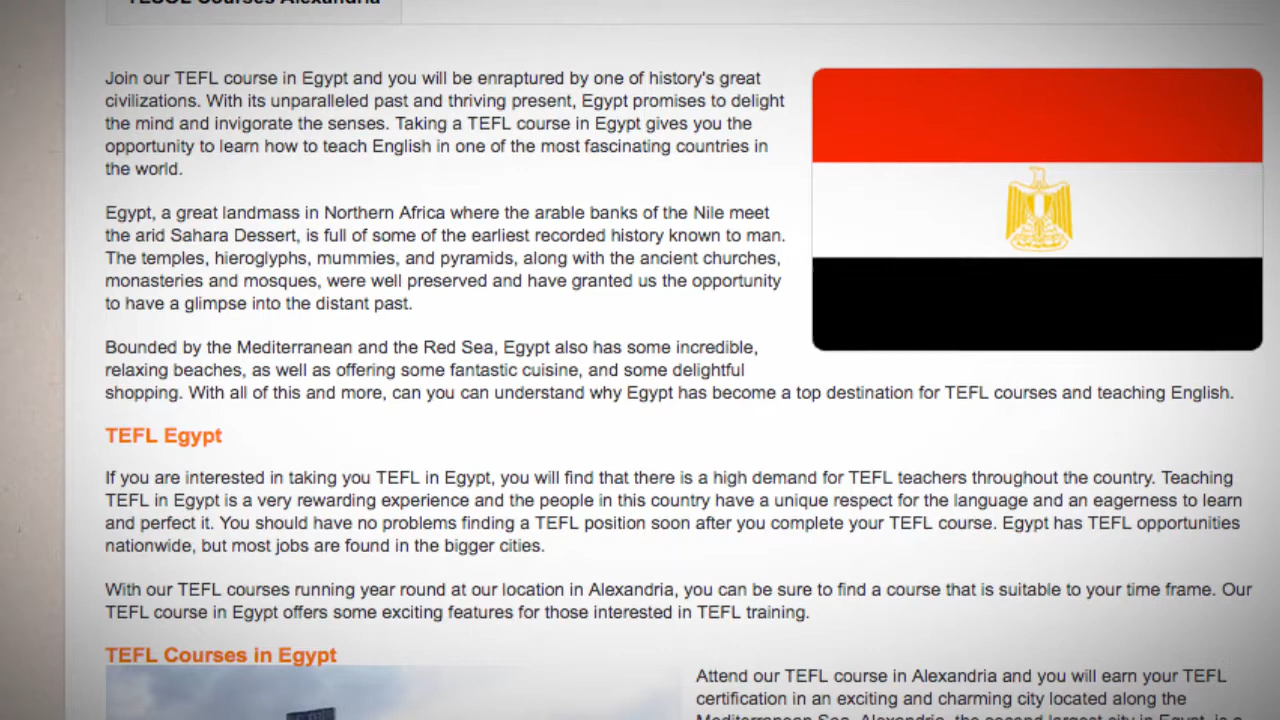 TESOL Courses Alexandria
Join our TEFL course in Egypt and you will be enraptured by one of history's great
civilizations. With its unparalleled past and thriving present, Egypt promises to delight
the mind and invigorate the senses. Taking a TEFL course in Egypt gives you the
opportunity to learn how to teach English in one of the most fascinating countries in
the world.
Egypt, a great landmass in Northern Africa where the arable banks of the Nile meet
the arid Sahara Dessert, is full of some of the earliest recorded history known to man.
The temples, hieroglyphs, mummies, and pyramids, along with the ancient churches,
monasteries and mosques, were well preserved and have granted us the opportunity
to have a glimpse into the distant past.
Bounded by the Mediterranean and the Red Sea, Egypt also has some incredible,
relaxing beaches, as well as offering some fantastic cuisine, and some delightful
shopping. With all of this and more, can you can understand why Egypt has become a top destination for TEFL courses and teaching English.
TEFL Egypt
If you are interested in taking you TEFL in Egypt, you will find that there is a high demand for TEFL teachers throughout the country. Teaching
TEFL in Egypt is a very rewarding experience and the people in this country have a unique respect for the language and an eagerness to learn
and perfect it. You should have no problems finding a TEFL position soon after you complete your TEFL course. Egypt has TEFL opportunities
nationwide, but most jobs are found in the bigger cities.
With our TEFL courses running year round at our location in Alexandria, you can be sure to find a course that is suitable to your time frame. Our
TEFL course in Egypt offers some exciting features for those interested in TEFL training.
TEFL Courses in Egypt
Attend our TEFL course in Alexandria and you will earn your TEFL
certification in an exciting and charming city located along the
Mediterranean Sea. Alexandria, the second largest city in Egypt, is a